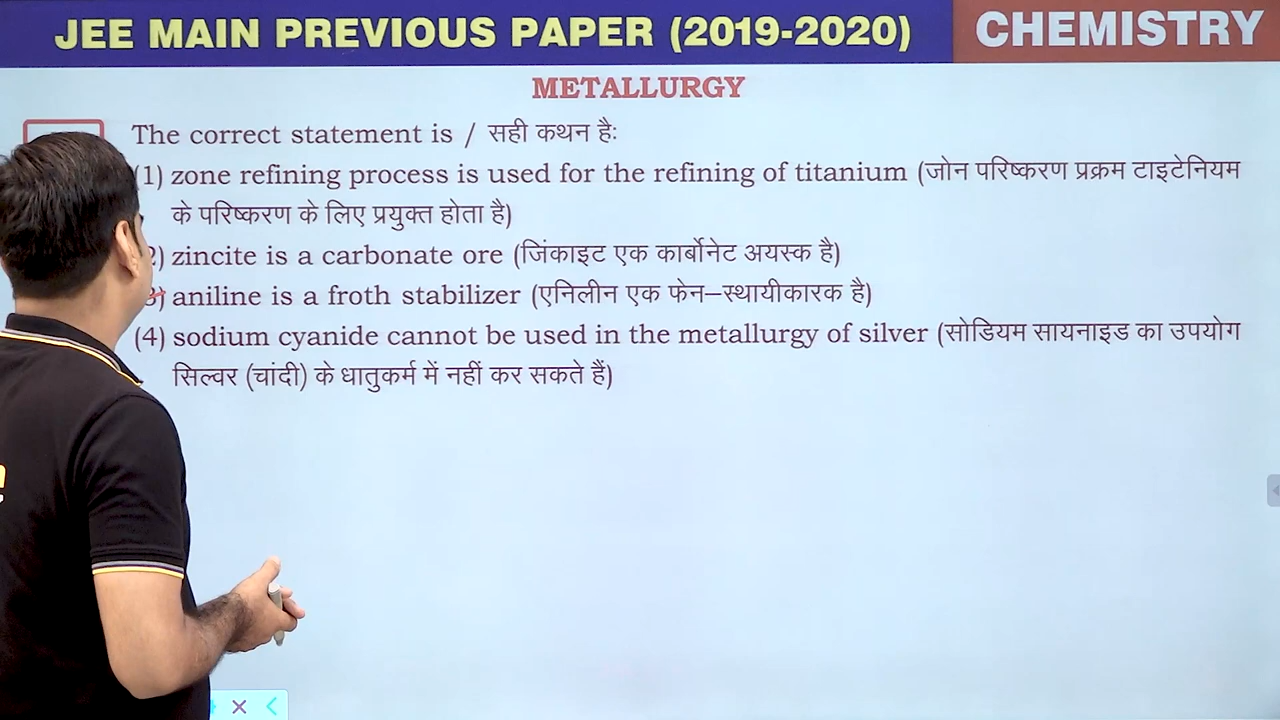 JEE MAIN PREVIOUS PAPER (2019-2020) CHEMISTRY
METALLURGY
The correct statement is / सही कथन है:
(1) zone refining process is used for the refining of titanium (जोन परिष्करण प्रक्रम टाइटेनियम
के परिष्करण के लिए प्रयुक्त होता है)
2) zincite is a carbonate ore (जिंकाइट एक कार्बोनेट अयस्क है)
3) aniline is a froth stabilizer (एनिलीन एक फेन–स्थायीकारक है)
(4) sodium cyanide cannot be used in the metallurgy of silver (सोडियम सायनाइड का उपयोग
सिल्वर (चांदी) के धातुकर्म में नहीं कर सकते हैं)